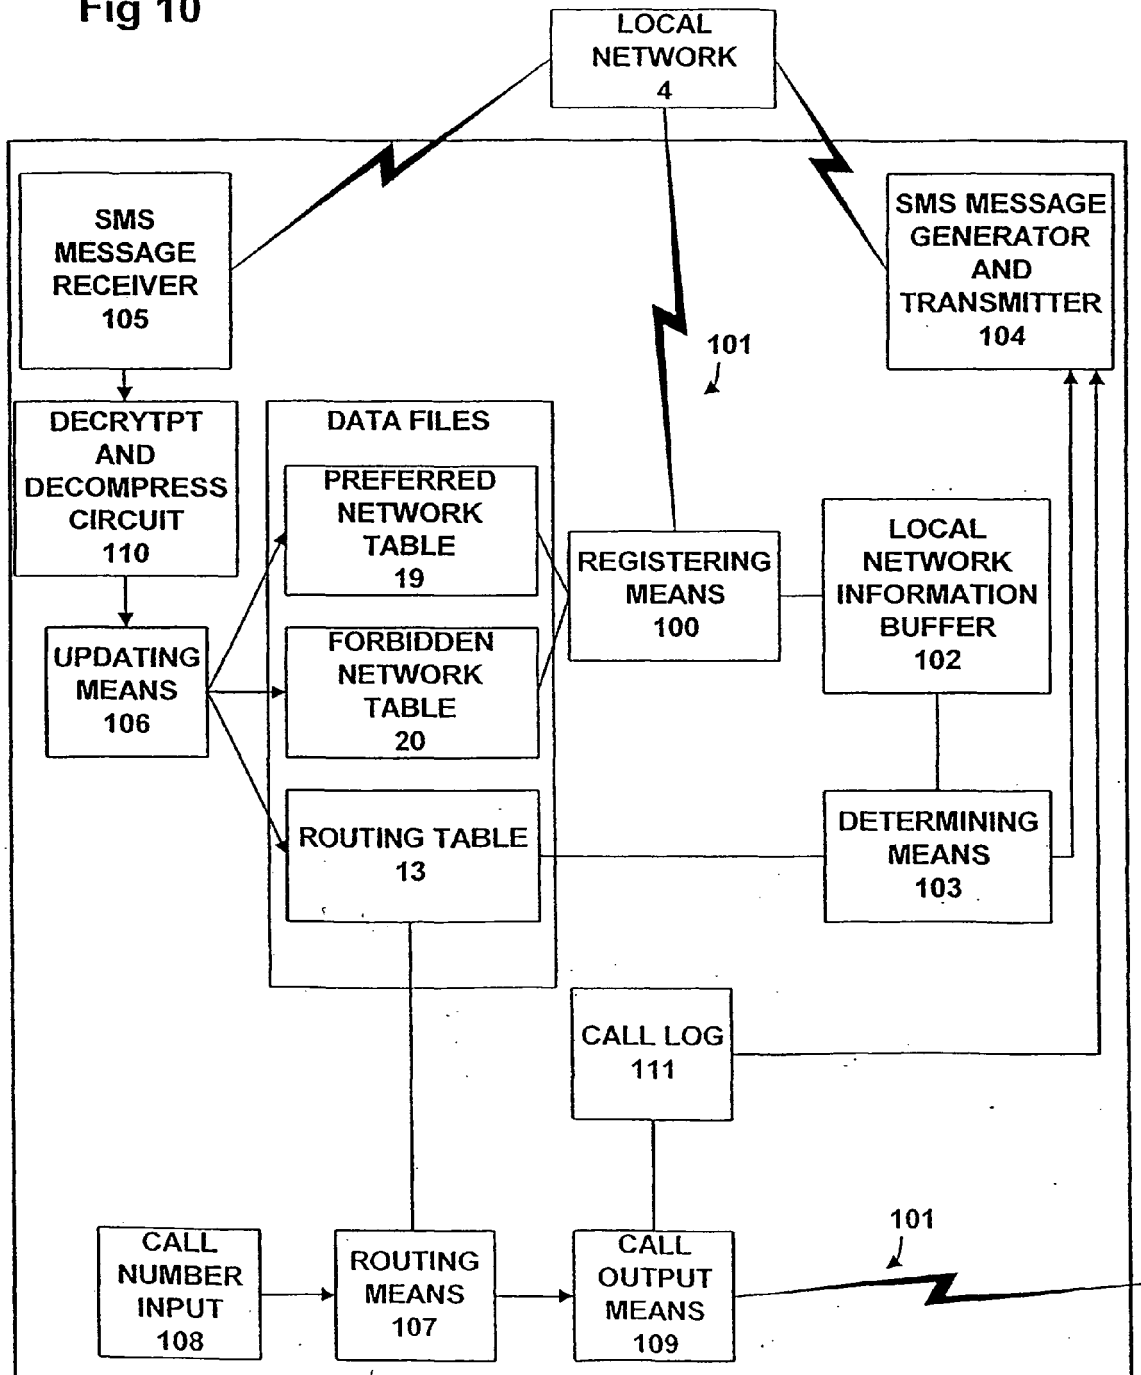 Fig 10
LOCAL
NETWORK
4
SMS
MESSAGE
RECEIVER
105
SMS MESSAGE
GENERATOR
AND
TRANSMITTER
104
101
DECRYTPT
AND
DECOMPRESS
CIRCUIT
110
DATA FILES
PREFERRED
NETWORK
TABLE
19
REGISTERING
MEANS
100
LOCAL
NETWORK
INFORMATION
BUFFER
102
UPDATING
MEANS
106
FORBIDDEN
NETWORK
TABLE
20
ROUTING TABLE
13
DETERMINING
MEANS
103
CALL LOG
111
101
CALL
NUMBER
INPUT
108
ROUTING
MEANS
107
CALL
OUTPUT
MEANS
109